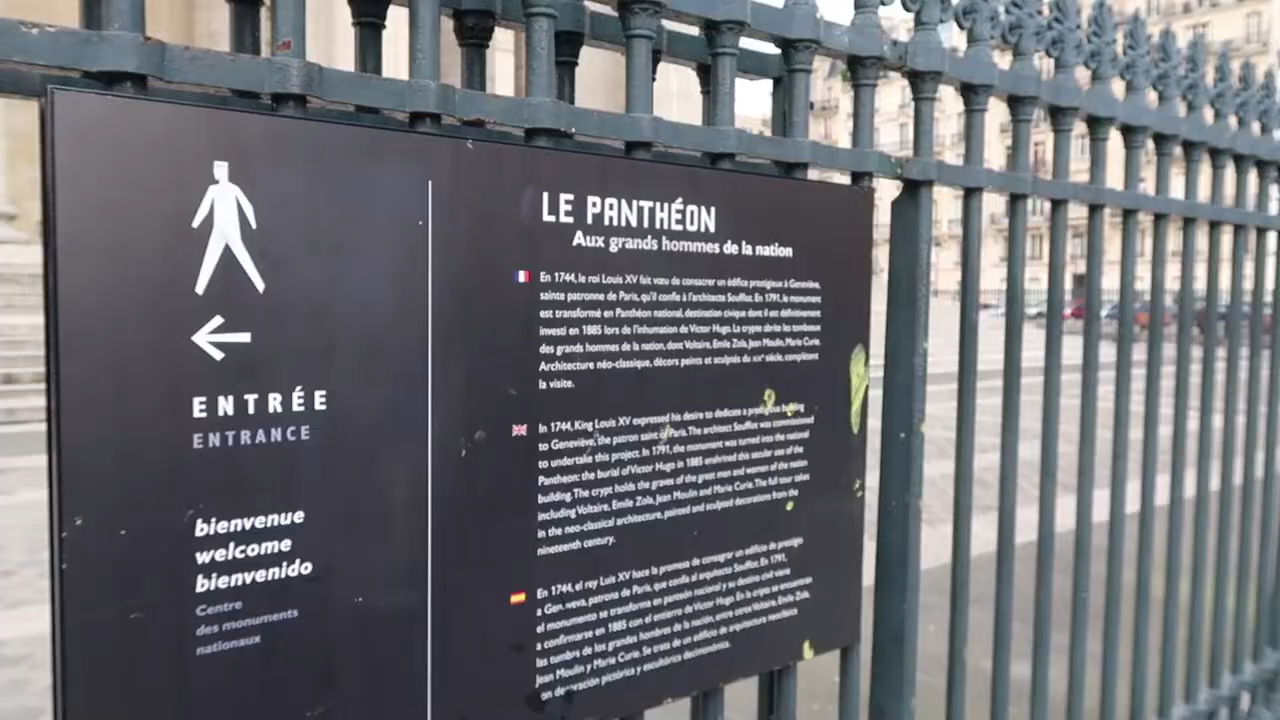 ENTRÉE
ENTRANCE
bienvenue
welcome
bienvenido
Centre
des monuments
nationaux
LE PANTHÉON
Aux grands hommes de la nation
En 1744, le roi Louis XV fait vœu de consacrer un édifice prestigieux à Geneviève,
sainte patronne de Paris, qu'il confie à l'architecte Soufflot. En 1791, le monument
est transformé en Panthéon national, destination civique dont il est définitivement
investi en 1885 lors de l'inhumation de Victor Hugo. La crypte abrite les tombeaux
des grands hommes de la nation, dont Voltaire, Emile Zola, Jean Moulin, Marie Curie.
Architecture néo-classique, décors peints et sculptés du XIXe siècle, complètent
la visite.
In 1744, King Louis XV expressed his desire to dedicate a prestigious building
to Geneviève, the patron saint of Paris. The architect Soufflot was commissioned
to undertake this project. In 1791, the monument was turned into the national
Pantheon: the burial of Victor Hugo in 1885 enshrined this secular use of the
building. The crypt holds the graves of the great men and women of the nation
including Voltaire, Emile Zola, Jean Moulin and Marie Curie. The full tour takes
in the neo-classical architecture, painted and sculpted decorations from the
nineteenth century.
En 1744, el rey Luis XV hace la promesa de consagrar un edificio de prestigio
a Gen veva, patrona de Paris, que confia al arquitecto Soufflot. En 1791,
el monumento se transforma en panteón nacional y su destino civil viene
a confirmarse en 1885 con el entierro de Victor Hugo. En la cripta se encuentran
las tumbas de los grandes hombres de la nación, entre otros Voltaire, Emile Zola,
Jean Moulin y Marie Curie. Se trata de un edificio de arquitectura neoclásica
con decoración pictórica y escultórica decimonónica.